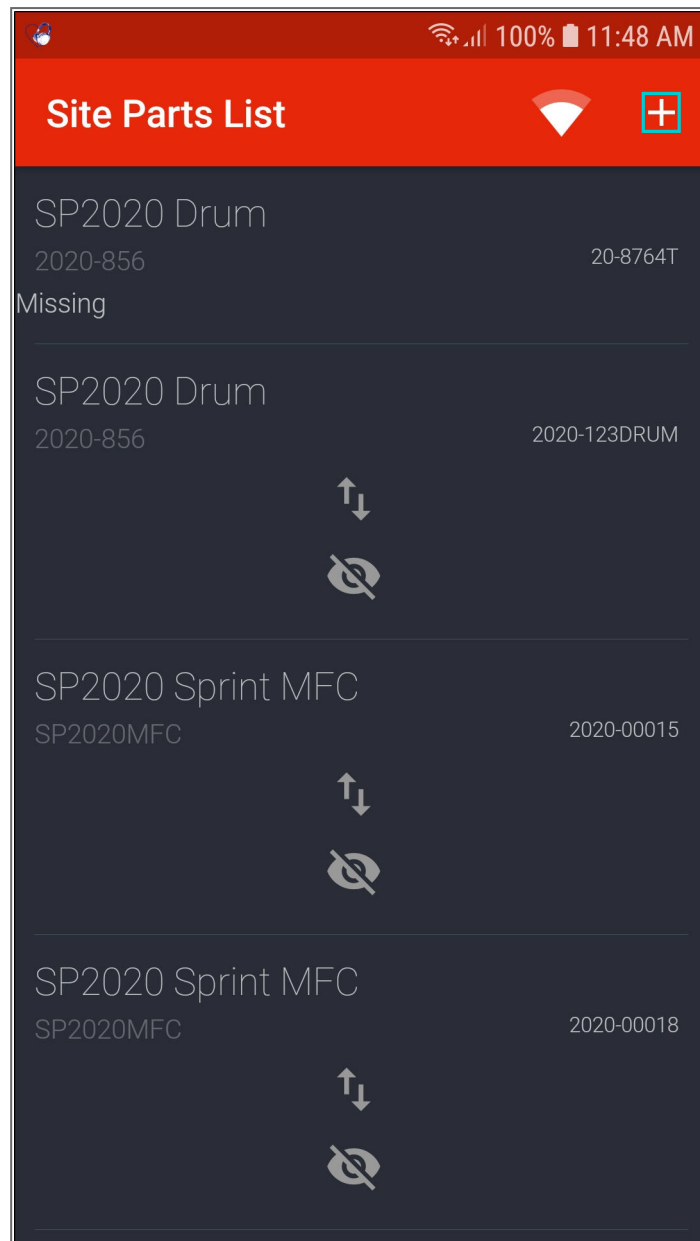 100% 11:48 AM
Site Parts List
SP2020 Drum
2020-856 20-8764T
Missing
SP2020 Drum
2020-856 2020-123DRUM
SP2020 Sprint MFC
SP2020MFC 2020-00015
SP2020 Sprint MFC
SP2020MFC 2020-00018